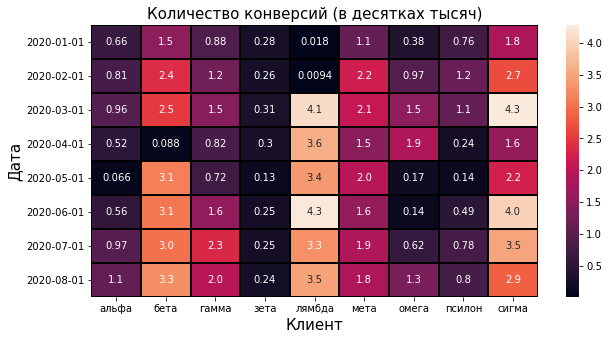 Количество конверсий (в десятках тысяч)
Дата
2020-01-01 0.66 1.5 0.88 0.28 0.018 1.1 0.38 0.76 1.8
2020-02-01 0.81 2.4 1.2 0.26 0.0094 2.2 0.97 1.2 2.7
2020-03-01 0.96 2.5 1.5 0.31 4.1 2.1 1.5 1.1 4.3
2020-04-01 0.52 0.088 0.82 0.3 3.6 1.5 1.9 0.24 1.6
2020-05-01 0.066 3.1 0.72 0.13 3.4 2.0 0.17 0.14 2.2
2020-06-01 0.56 3.1 1.6 0.25 4.3 1.6 0.14 0.49 4.0
2020-07-01 0.97 3.0 2.3 0.25 3.3 1.9 0.62 0.78 3.5
2020-08-01 1.1 3.3 2.0 0.24 3.5 1.8 1.3 0.8 2.9
альфа бета гамма зета лямбда мета омега псилон сигма
Клиент
4.0
3.5
3.0
2.5
2.0
1.5
1.0
0.5